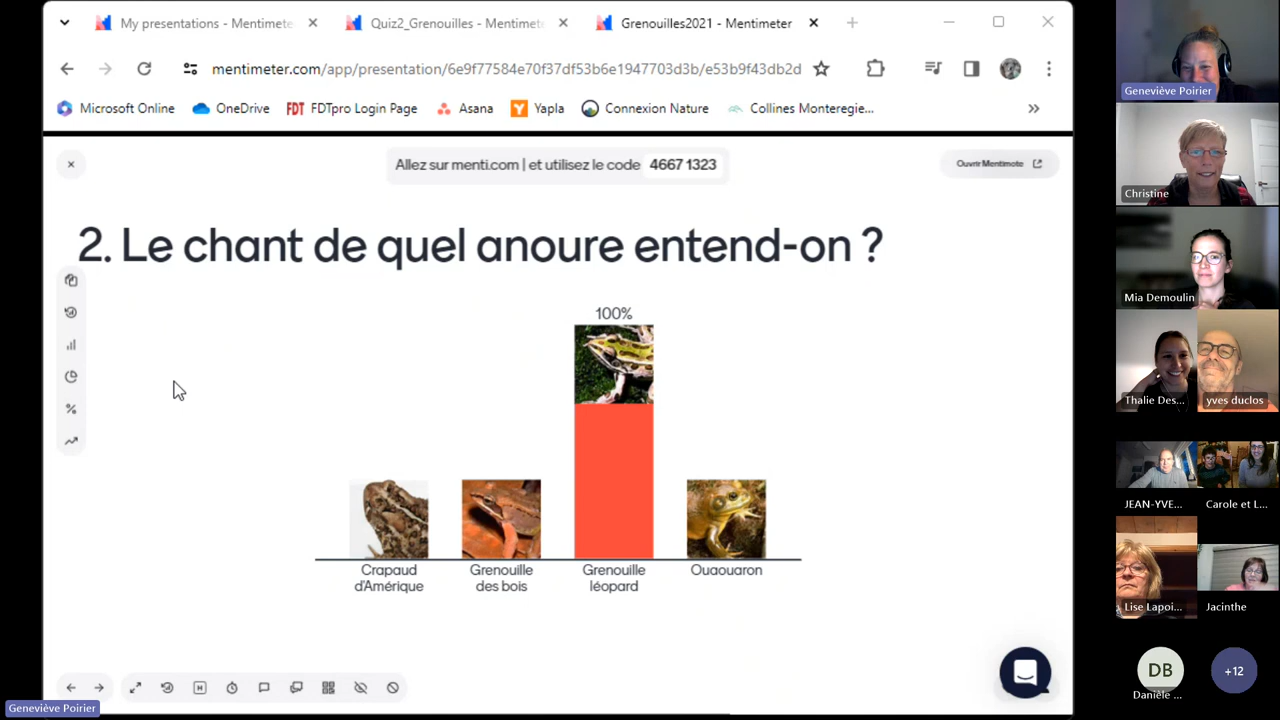 My presentations - Mentimete
Quiz2_Grenouilles - Mentimete
Grenouilles2021 - Mentimeter
mentimeter.com/app/presentation/6e9f77584e70f37df53b6e1947703d3b/e53b9f43db2d
Microsoft Online
OneDrive
FDT FDTpro Login Page
Asana
Yapla
Connexion Nature
Collines Monteregie...
Allez sur menti.com | et utilisez le code 4667 1323
Ouvrir Mentimote
2. Le chant de quel anoure entend-on ?
100%
Crapaud
d'Amérique
Grenouille
des bois
Grenouille
léopard
Ouaouaron
Geneviève Poirier
Geneviève Poirier
Christine
Mia Demoulin
Thalie Des...
yves duclos
JEAN-YVE...
Carole et L...
Lise Lapoi...
Jacinthe
DB
Danièle ...
+12